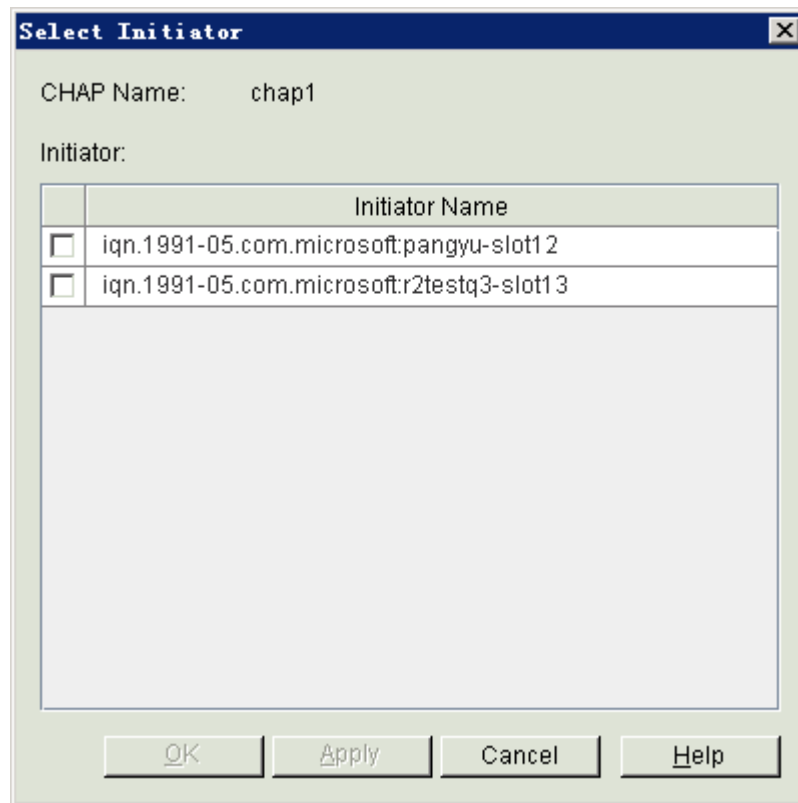 Select Initiator
CHAP Name: chap1
Initiator:
Initiator Name
iqn.1991-05.com.microsoft:pangyu-slot12
iqn.1991-05.com.microsoft:r2testq3-slot13
OK Apply Cancel Help